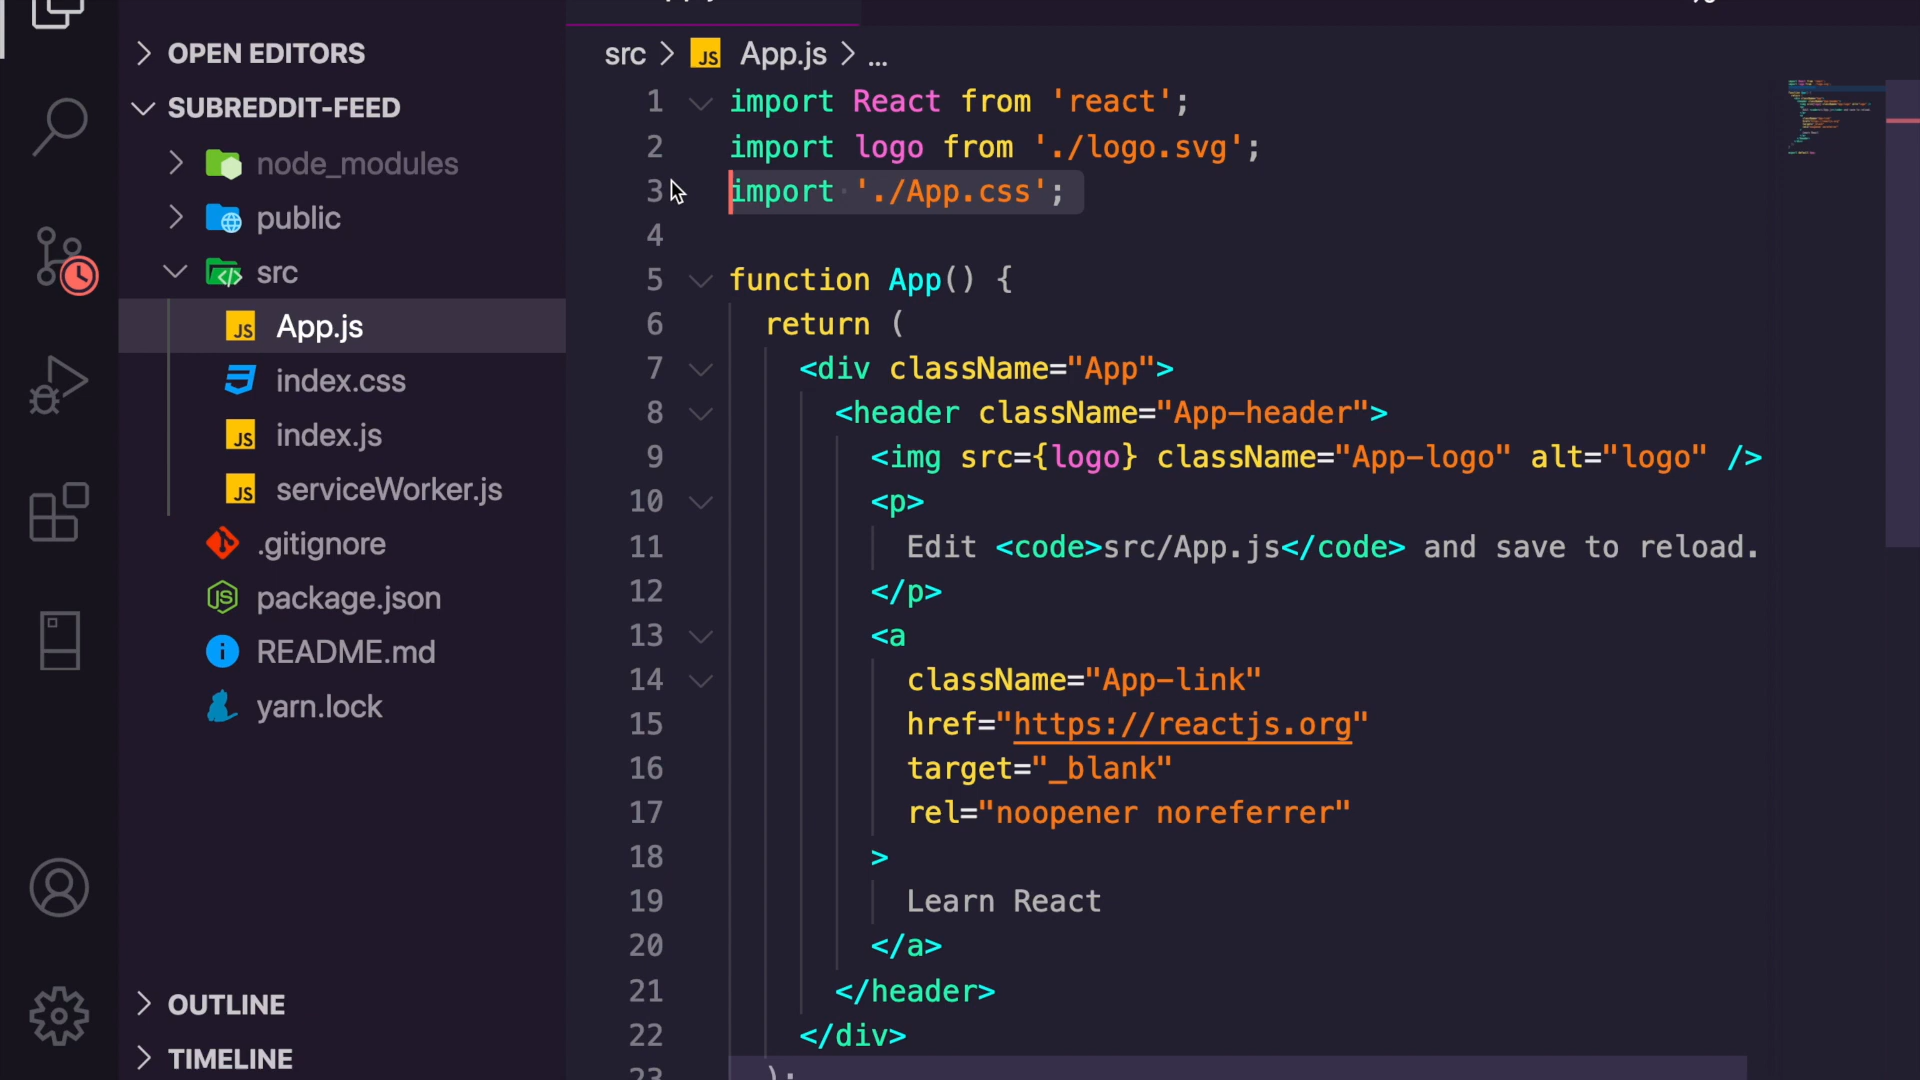 OPEN EDITORS
SUBREDDIT-FEED
node_modules
public
src
App.js
index.css
index.js
serviceWorker.js
.gitignore
package.json
README.md
yarn.lock
OUTLINE
TIMELINE
src > JS App.js > ...
1 import React from 'react';
2 import logo from './logo.svg';
3 import './App.css';
4
5 function App() {
6 return (
7 <div className="App">
8 <header className="App-header">
9 <img src={logo} className="App-logo" alt="logo" />
10 <p>
11 Edit <code>src/App.js</code> and save to reload.
12 </p>
13 <a
14 className="App-link"
15 href="https://reactjs.org"
16 target="_blank"
17 rel="noopener noreferrer"
18 >
19 Learn React
20 </a>
21 </header>
22 </div>
23 );